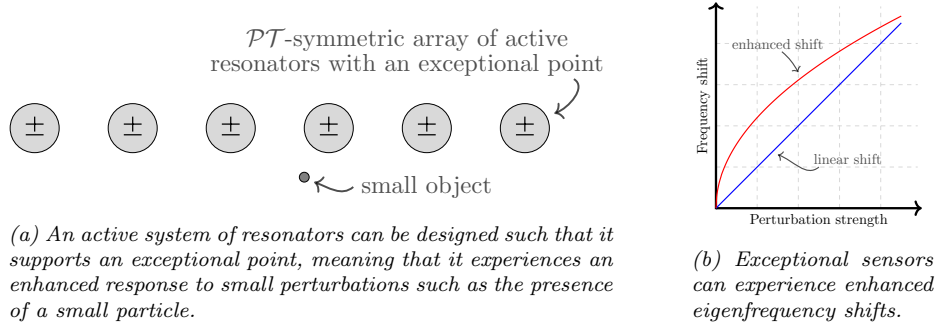 𝒫𝒯-symmetric array of active
resonators with an exceptional point
± ± ± ± ± ±
small object
(a) An active system of resonators can be designed such that it
supports an exceptional point, meaning that it experiences an
enhanced response to small perturbations such as the presence
of a small particle.
Frequency shift
enhanced shift
linear shift
Perturbation strength
(b) Exceptional sensors
can experience enhanced
eigenfrequency shifts.